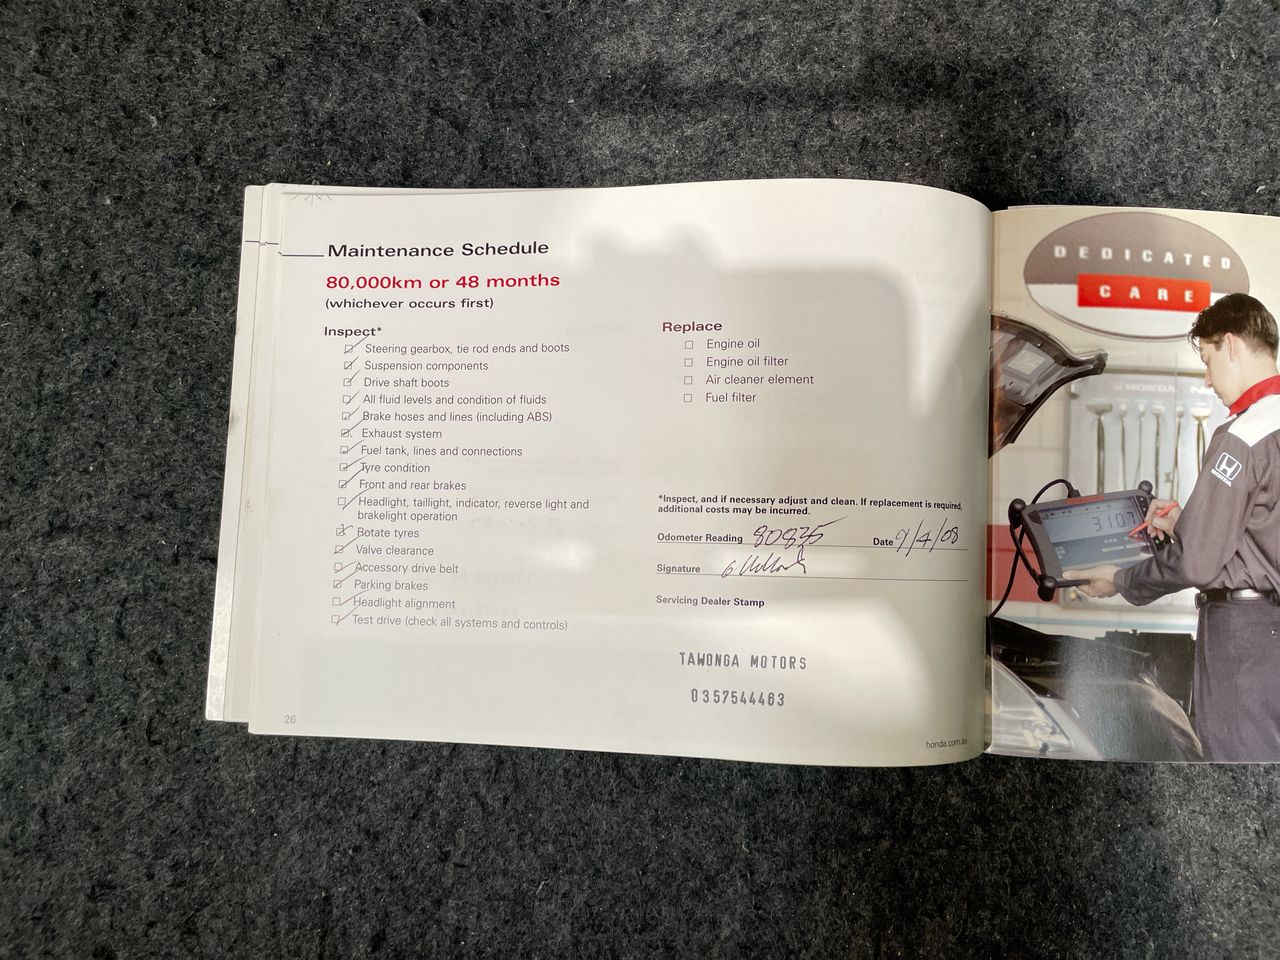 Maintenance Schedule
80,000km or 48 months
(whichever occurs first)
Inspect*
Steering gearbox, tie rod ends and boots
Suspension components
Drive shaft boots
All fluid levels and condition of fluids
Brake hoses and lines (including ABS)
Exhaust system
Fuel tank, lines and connections
Tyre condition
Front and rear brakes
Headlight, taillight, indicator, reverse light and
brakelight operation
Rotate tyres
Valve clearance
Accessory drive belt
Parking brakes
Headlight alignment
Test drive (check all systems and controls)
Replace
Engine oil
Engine oil filter
Air cleaner element
Fuel filter
*Inspect, and if necessary adjust and clean. If replacement is required,
additional costs may be incurred.
Odometer Reading 80835 Date 9/4/08
Signature
Servicing Dealer Stamp
TAWONGA MOTORS
0357544463
26
honda.com.au
DEDICATED
CARE
HONDA
3107
HONDA